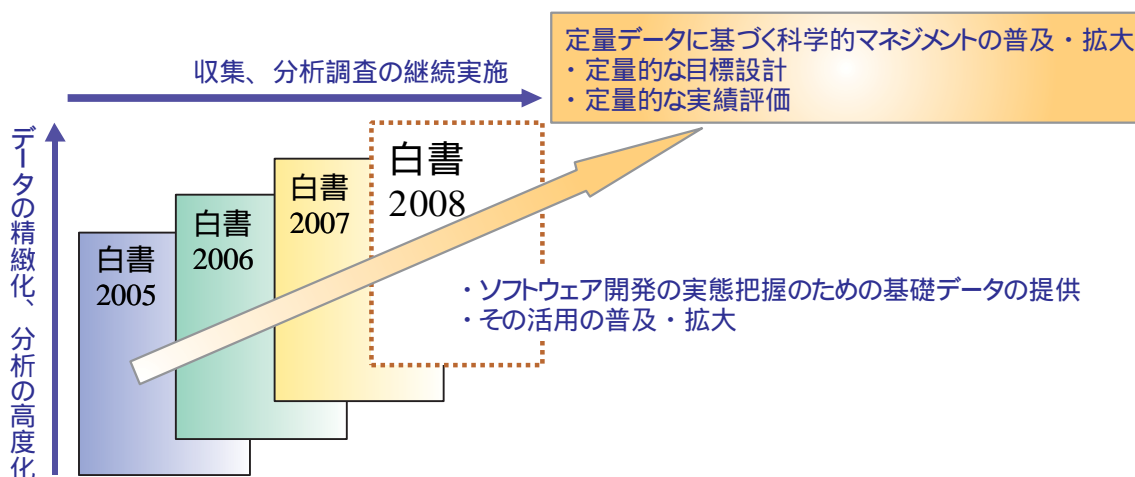 定量データに基づく科学的マネジメントの普及・拡大
・定量的な目標設計
・定量的な実績評価
収集、分析調査の継続実施
データの精緻化、分析の高度化
白書
2005
白書
2006
白書
2007
白書
2008
・ソフトウェア開発の実態把握のための基礎データの提供
・その活用の普及・拡大